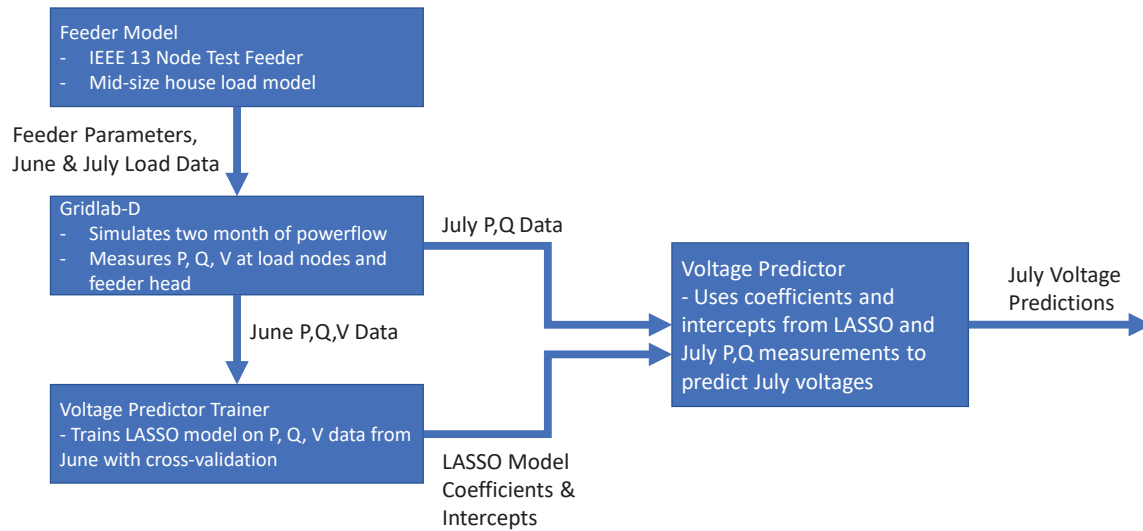 Feeder Model
- IEEE 13 Node Test Feeder
- Mid-size house load model
Feeder Parameters,
June & July Load Data
Gridlab-D
- Simulates two month of powerflow
- Measures P, Q, V at load nodes and
feeder head
July P,Q Data
June P,Q,V Data
Voltage Predictor Trainer
- Trains LASSO model on P, Q, V data from
June with cross-validation
LASSO Model
Coefficients &
Intercepts
Voltage Predictor
- Uses coefficients and
intercepts from LASSO and
July P,Q measurements to
predict July voltages
July Voltage
Predictions